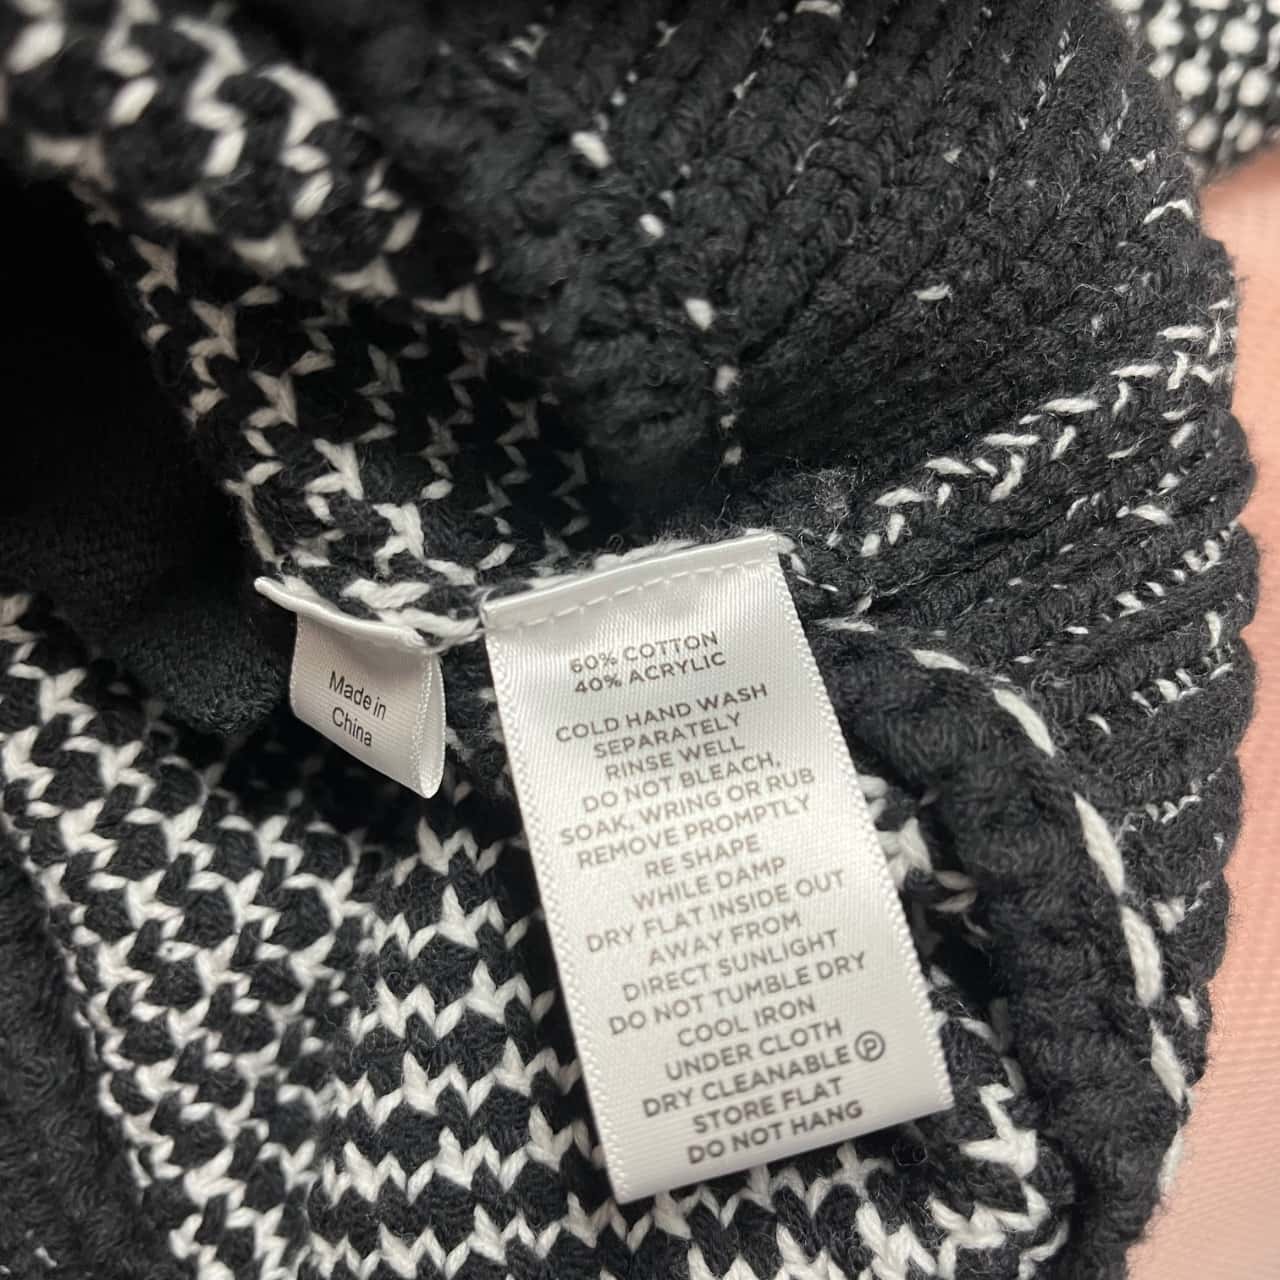 Made in
China
60% COTTON
40% ACRYLIC
COLD HAND WASH
SEPARATELY
RINSE WELL
DO NOT BLEACH,
SOAK, WRING OR RUB
REMOVE PROMPTLY
RE SHAPE
WHILE DAMP
DRY FLAT INSIDE OUT
AWAY FROM
DIRECT SUNLIGHT
DO NOT TUMBLE DRY
COOL IRON
UNDER CLOTH
DRY CLEANABLE Ⓟ
STORE FLAT
DO NOT HANG